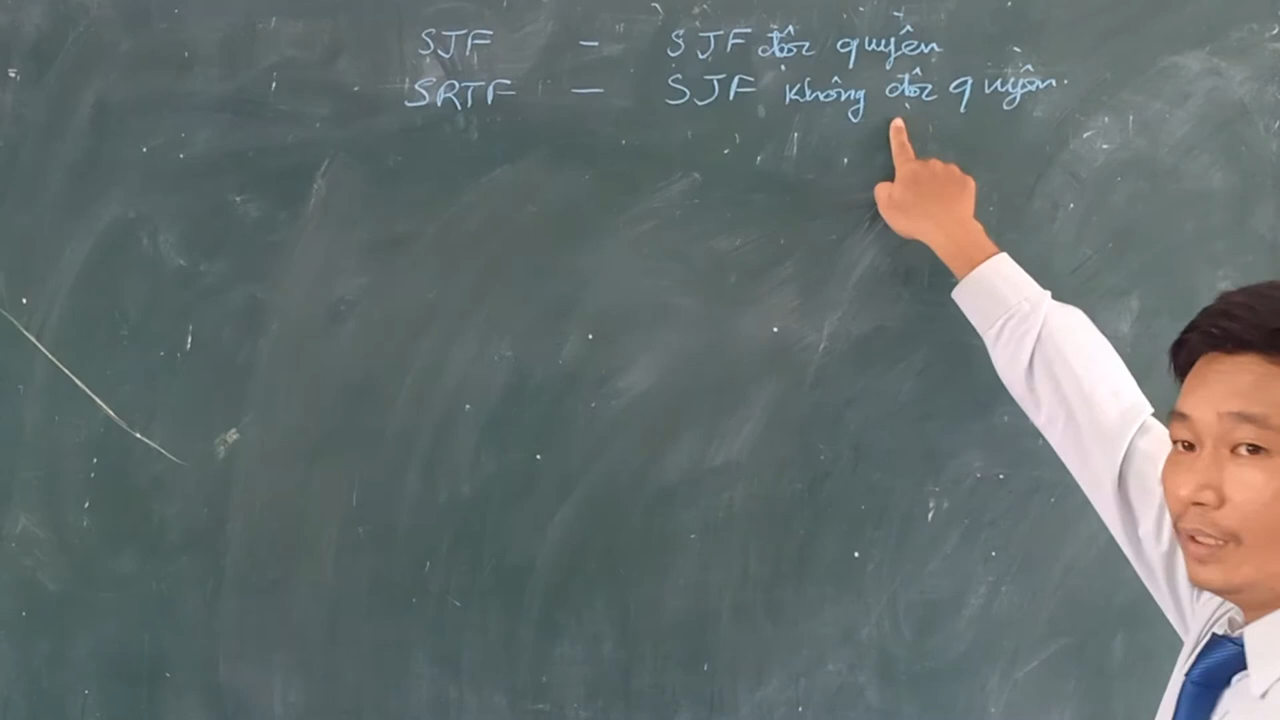 SJF - SJF độc quyền
SRTF - SJF không độc quyền.